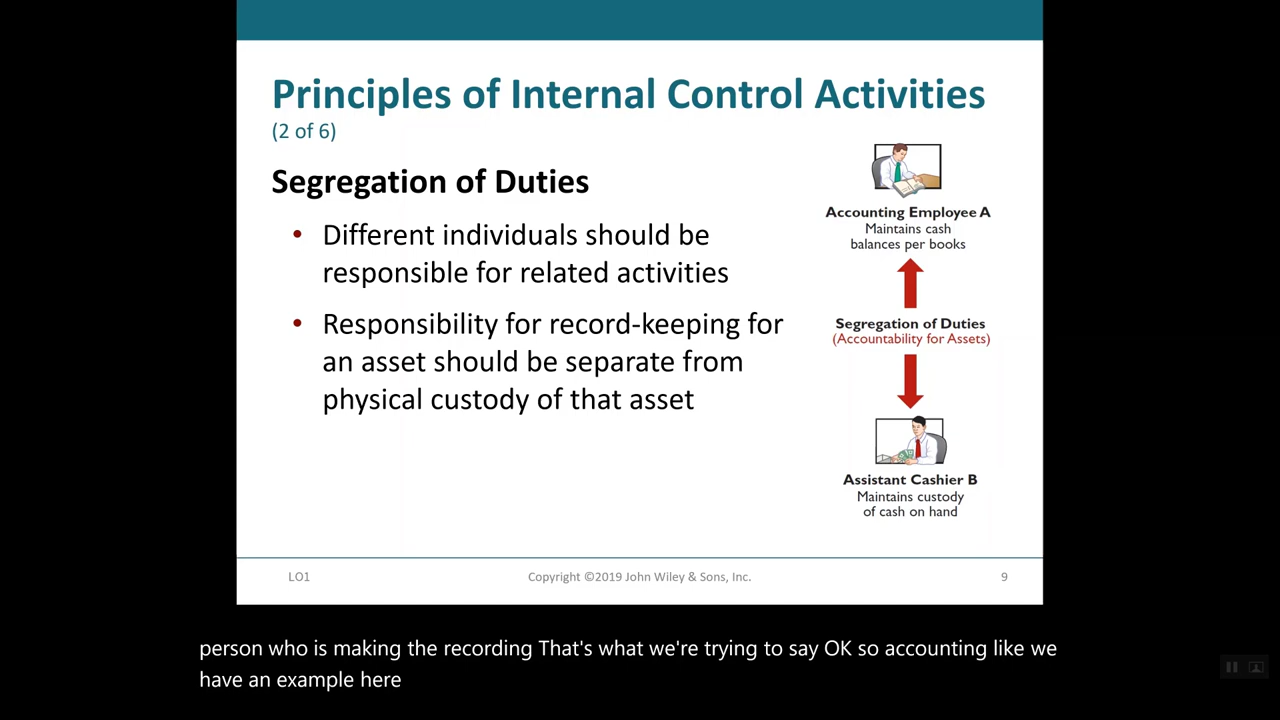 Principles of Internal Control Activities
(2 of 6)
Segregation of Duties
• Different individuals should be
responsible for related activities
• Responsibility for record-keeping for
an asset should be separate from
physical custody of that asset
Accounting Employee A
Maintains cash
balances per books
Segregation of Duties
(Accountability for Assets)
Assistant Cashier B
Maintains custody
of cash on hand
LO1
Copyright ©2019 John Wiley & Sons, Inc.
9
person who is making the recording That's what we're trying to say OK so accounting like we
have an example here